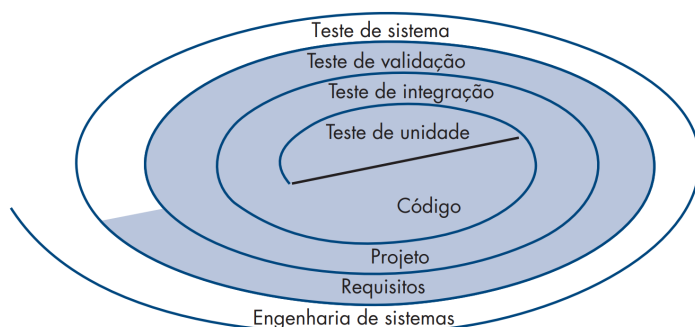 Teste de sistema
Teste de validação
Teste de integração
Teste de unidade
Código
Projeto
Requisitos
Engenharia de sistemas